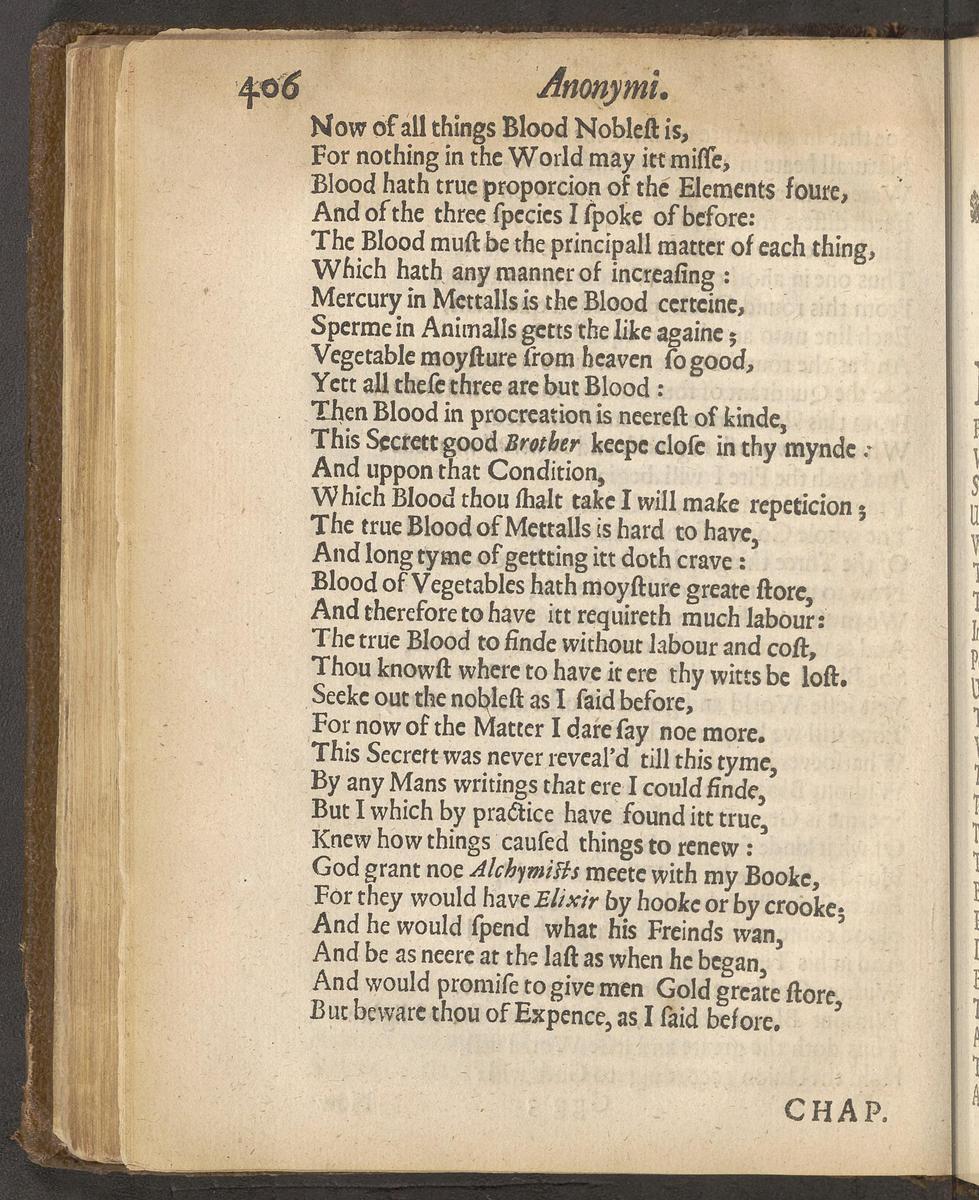 406 Anonymi.
Now of all things Blood Nobleſt is,
For nothing in the World may itt miſſe,
Blood hath true proporcion of the Elements foure,
And of the three ſpecies I ſpoke of before:
The Blood muſt be the principall matter of each thing,
Which hath any manner of increaſing :
Mercury in Mettalls is the Blood certeine,
Sperme in Animalls getts the like againe ;
Vegetable moyſture from heaven ſo good,
Yett all theſe three are but Blood :
Then Blood in procreation is neereſt of kinde,
This Secrett good Brother keepe cloſe in thy mynde :
And uppon that Condition,
Which Blood thou ſhalt take I will make repeticion ;
The true Blood of Mettalls is hard to have,
And long tyme of gettting itt doth crave :
Blood of Vegetables hath moyſture greate ſtore,
And therefore to have itt requireth much labour :
The true Blood to finde without labour and coſt,
Thou knowſt where to have it ere thy witts be loſt.
Seeke out the nobleſt as I ſaid before,
For now of the Matter I dare ſay noe more.
This Secrett was never reveal'd till this tyme,
By any Mans writings that ere I could finde,
But I which by practice have found itt true,
Knew how things cauſed things to renew :
God grant noe Alchymiſts meete with my Booke,
For they would have Elixir by hooke or by crooke;
And he would ſpend what his Freinds wan,
And be as neere at the laſt as when he began,
And would promiſe to give men Gold greate ſtore,
But beware thou of Expence, as I ſaid before.
CHAP.